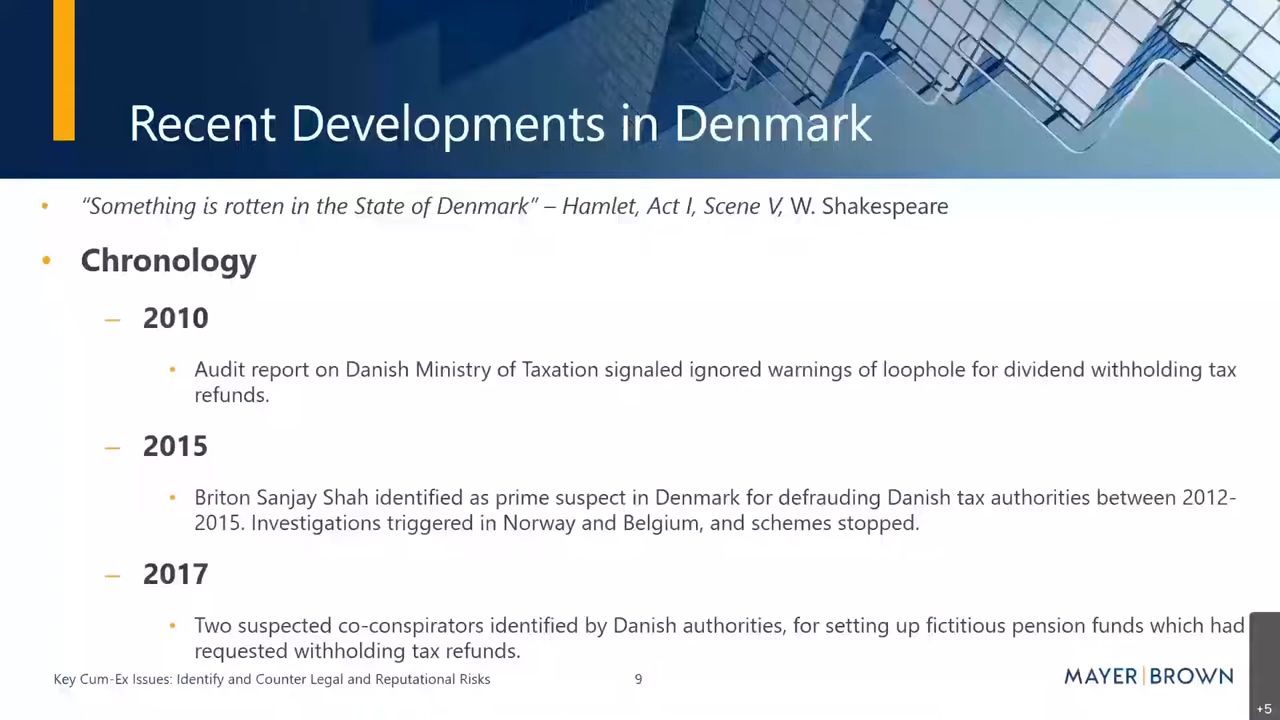 Recent Developments in Denmark
• “Something is rotten in the State of Denmark” – Hamlet, Act I, Scene V, W. Shakespeare
• Chronology
– 2010
• Audit report on Danish Ministry of Taxation signaled ignored warnings of loophole for dividend withholding tax
refunds.
– 2015
• Briton Sanjay Shah identified as prime suspect in Denmark for defrauding Danish tax authorities between 2012-
2015. Investigations triggered in Norway and Belgium, and schemes stopped.
– 2017
• Two suspected co-conspirators identified by Danish authorities, for setting up fictitious pension funds which had
requested withholding tax refunds.
Key Cum-Ex Issues: Identify and Counter Legal and Reputational Risks
9
MAYER | BROWN
+5